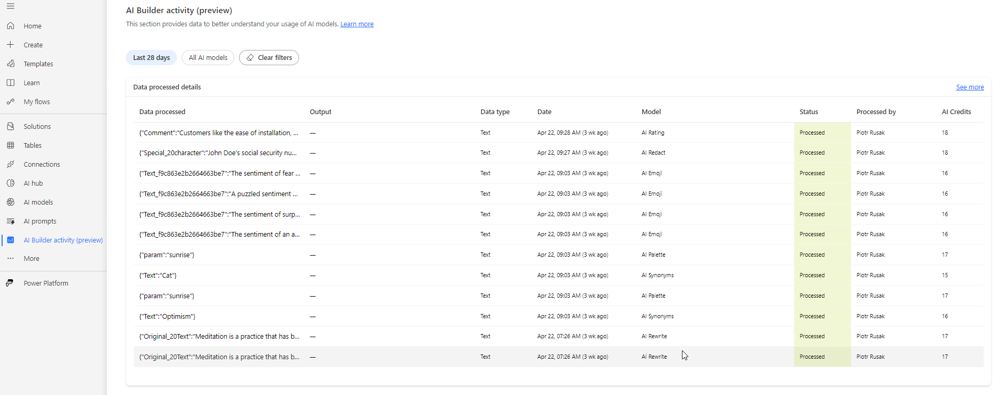 AI Builder activity (preview)
This section provides data to better understand your usage of AI models. Learn more
Home
Create
Templates
Learn
My flows
Solutions
Tables
Connections
AI hub
AI models
AI prompts
AI Builder activity (preview)
More
Power Platform
Last 28 days All AI models Clear filters
Data processed details See more
Data processed Output Data type Date Model Status Processed by AI Credits
{"Comment":"Customers like the ease of installation, ... — Text Apr 22, 09:28 AM (3 wk ago) AI Rating Processed Piotr Rusak 18
{"Special_20character":"John Doe's social security nu... — Text Apr 22, 09:27 AM (3 wk ago) AI Redact Processed Piotr Rusak 18
{"Text_f9c863e2b2664663be7":"The sentiment of fear ... — Text Apr 22, 09:03 AM (3 wk ago) AI Emoji Processed Piotr Rusak 16
{"Text_f9c863e2b2664663be7":"A puzzled sentiment ... — Text Apr 22, 09:03 AM (3 wk ago) AI Emoji Processed Piotr Rusak 16
{"Text_f9c863e2b2664663be7":"The sentiment of surp... — Text Apr 22, 09:03 AM (3 wk ago) AI Emoji Processed Piotr Rusak 16
{"Text_f9c863e2b2664663be7":"The sentiment of an a... — Text Apr 22, 09:03 AM (3 wk ago) AI Emoji Processed Piotr Rusak 16
{"param":"sunrise"} — Text Apr 22, 09:03 AM (3 wk ago) AI Palette Processed Piotr Rusak 17
{"Text":"Cat"} — Text Apr 22, 09:03 AM (3 wk ago) AI Synonyms Processed Piotr Rusak 15
{"param":"sunrise"} — Text Apr 22, 09:03 AM (3 wk ago) AI Palette Processed Piotr Rusak 17
{"Text":"Optimism"} — Text Apr 22, 09:03 AM (3 wk ago) AI Synonyms Processed Piotr Rusak 16
{"Original_20Text":"Meditation is a practice that has b... — Text Apr 22, 07:26 AM (3 wk ago) AI Rewrite Processed Piotr Rusak 17
{"Original_20Text":"Meditation is a practice that has b... — Text Apr 22, 07:26 AM (3 wk ago) AI Rewrite Processed Piotr Rusak 17